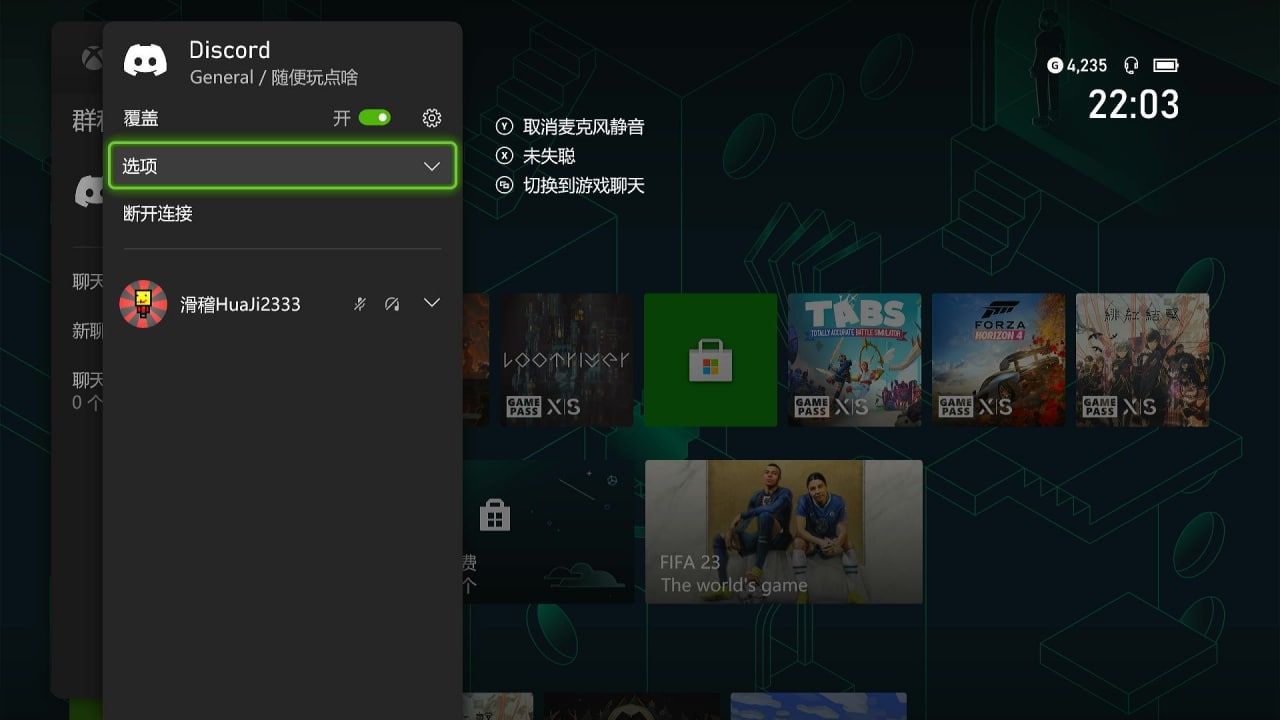 Discord
General / 随便玩点啥
覆盖
开
选项
断开连接
滑稽HuaJi2333
群
聊天
新聊
聊天
0 个
Y 取消麦克风静音
X 未失聪
切换到游戏聊天
G 4,235
22:03
LOOTRIVER
GAME PASS X|S
TABS
TOTALLY ACCURATE BATTLE SIMULATOR
GAME PASS X|S
FORZA
HORIZON 4
GAME PASS X|S
緋紅結繫
GAME PASS X|S
费
个
FIFA 23
The world's game